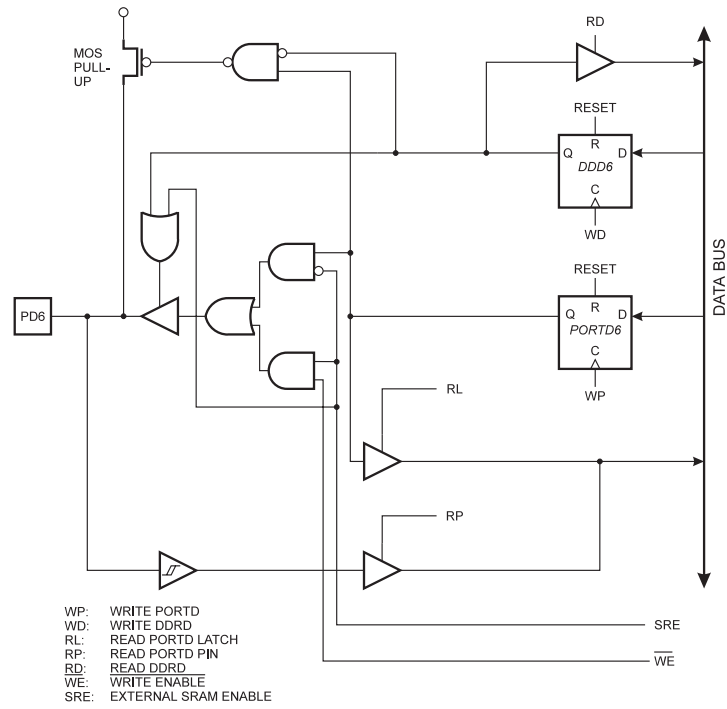 RD
MOS
PULL-
UP
RESET
R
Q
D
DDD6
C
WD
RESET
R
Q
D
PORTD6
C
WP
PD6
DATA BUS
RL
RP
WP: WRITE PORTD
WD: WRITE DDRD
RL: READ PORTD LATCH
RP: READ PORTD PIN
RD: READ DDRD
WE: WRITE ENABLE
SRE: EXTERNAL SRAM ENABLE
SRE
WE